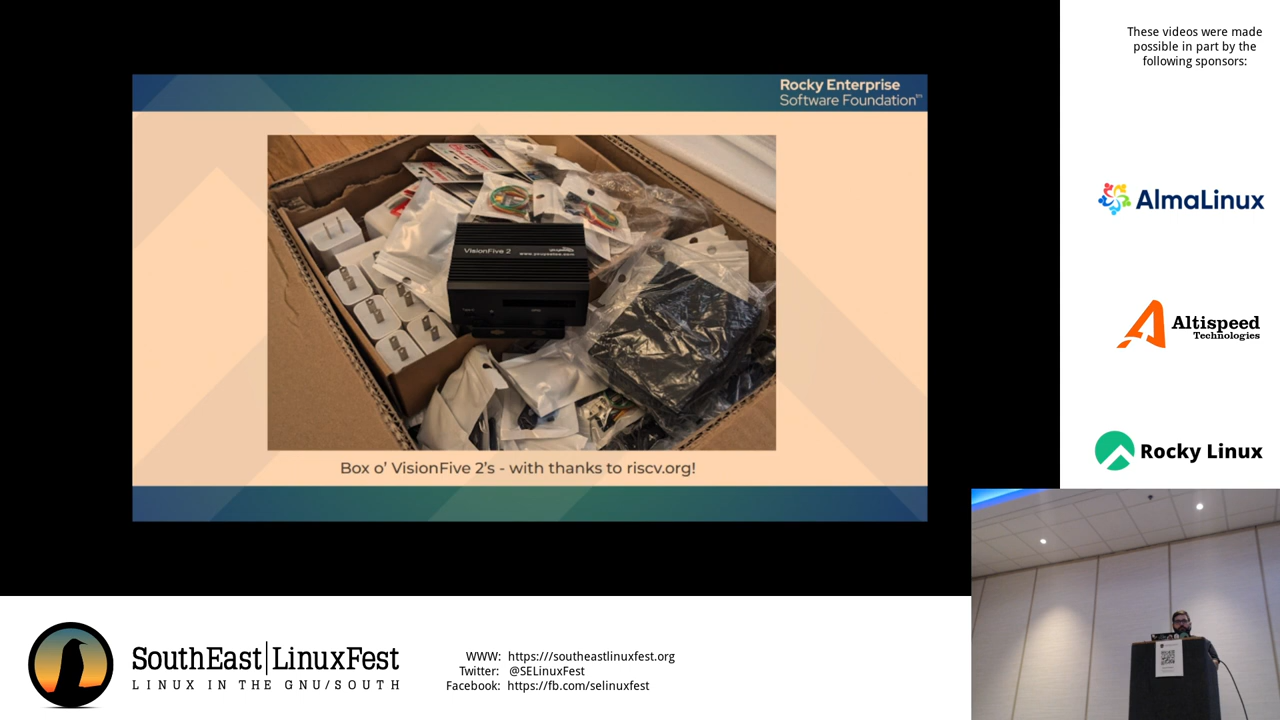 Rocky Enterprise
Software Foundation™
VisionFive 2
Box o' VisionFive 2's - with thanks to riscv.org!
These videos were made
possible in part by the
following sponsors:
AlmaLinux
Altispeed
Technologies
Rocky Linux
SouthEast LinuxFest
LINUX IN THE GNU/SOUTH
WWW: https:///southeastlinuxfest.org
Twitter: @SELinuxFest
Facebook: https://fb.com/selinuxfest